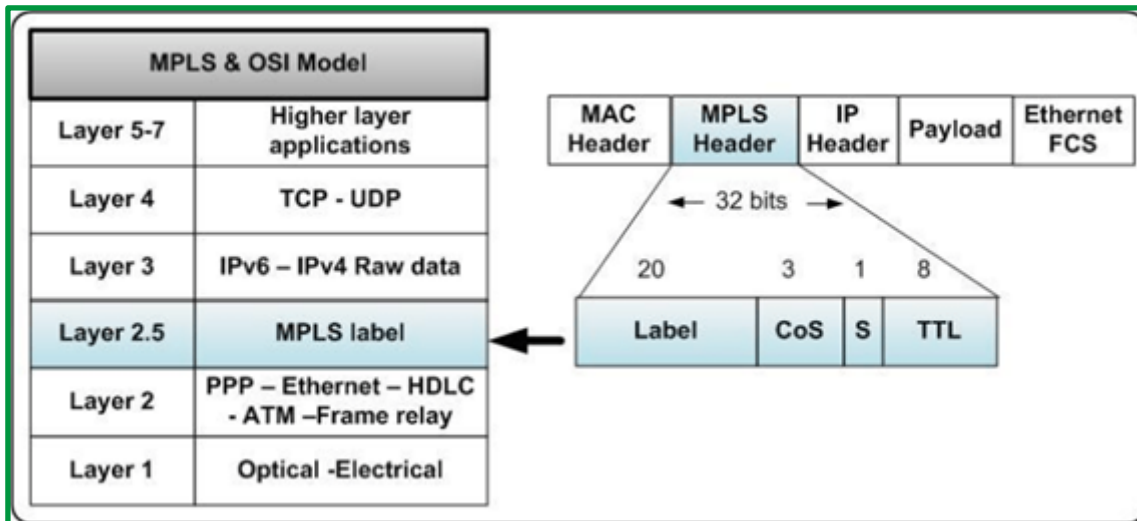 MPLS & OSI Model
Layer 5-7
Higher layer
applications
Layer 4
TCP - UDP
Layer 3
IPv6 – IPv4 Raw data
Layer 2.5
MPLS label
Layer 2
PPP – Ethernet – HDLC
- ATM –Frame relay
Layer 1
Optical -Electrical
MAC
Header
MPLS
Header
IP
Header
Payload
Ethernet
FCS
32 bits
20 3 1 8
Label CoS S TTL